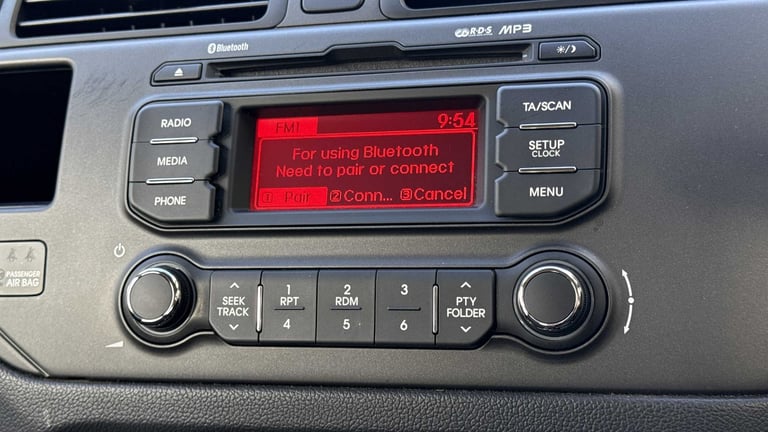 Bluetooth
R·D·S MP3
RADIO
MEDIA
PHONE
FM1
9:54
For using Bluetooth
Need to pair or connect
1 Pair 2 Conn... 3 Cancel
TA/SCAN
SETUP
CLOCK
MENU
PASSENGER
AIR BAG
SEEK
TRACK
1
RPT
4
2
RDM
5
3
6
PTY
FOLDER